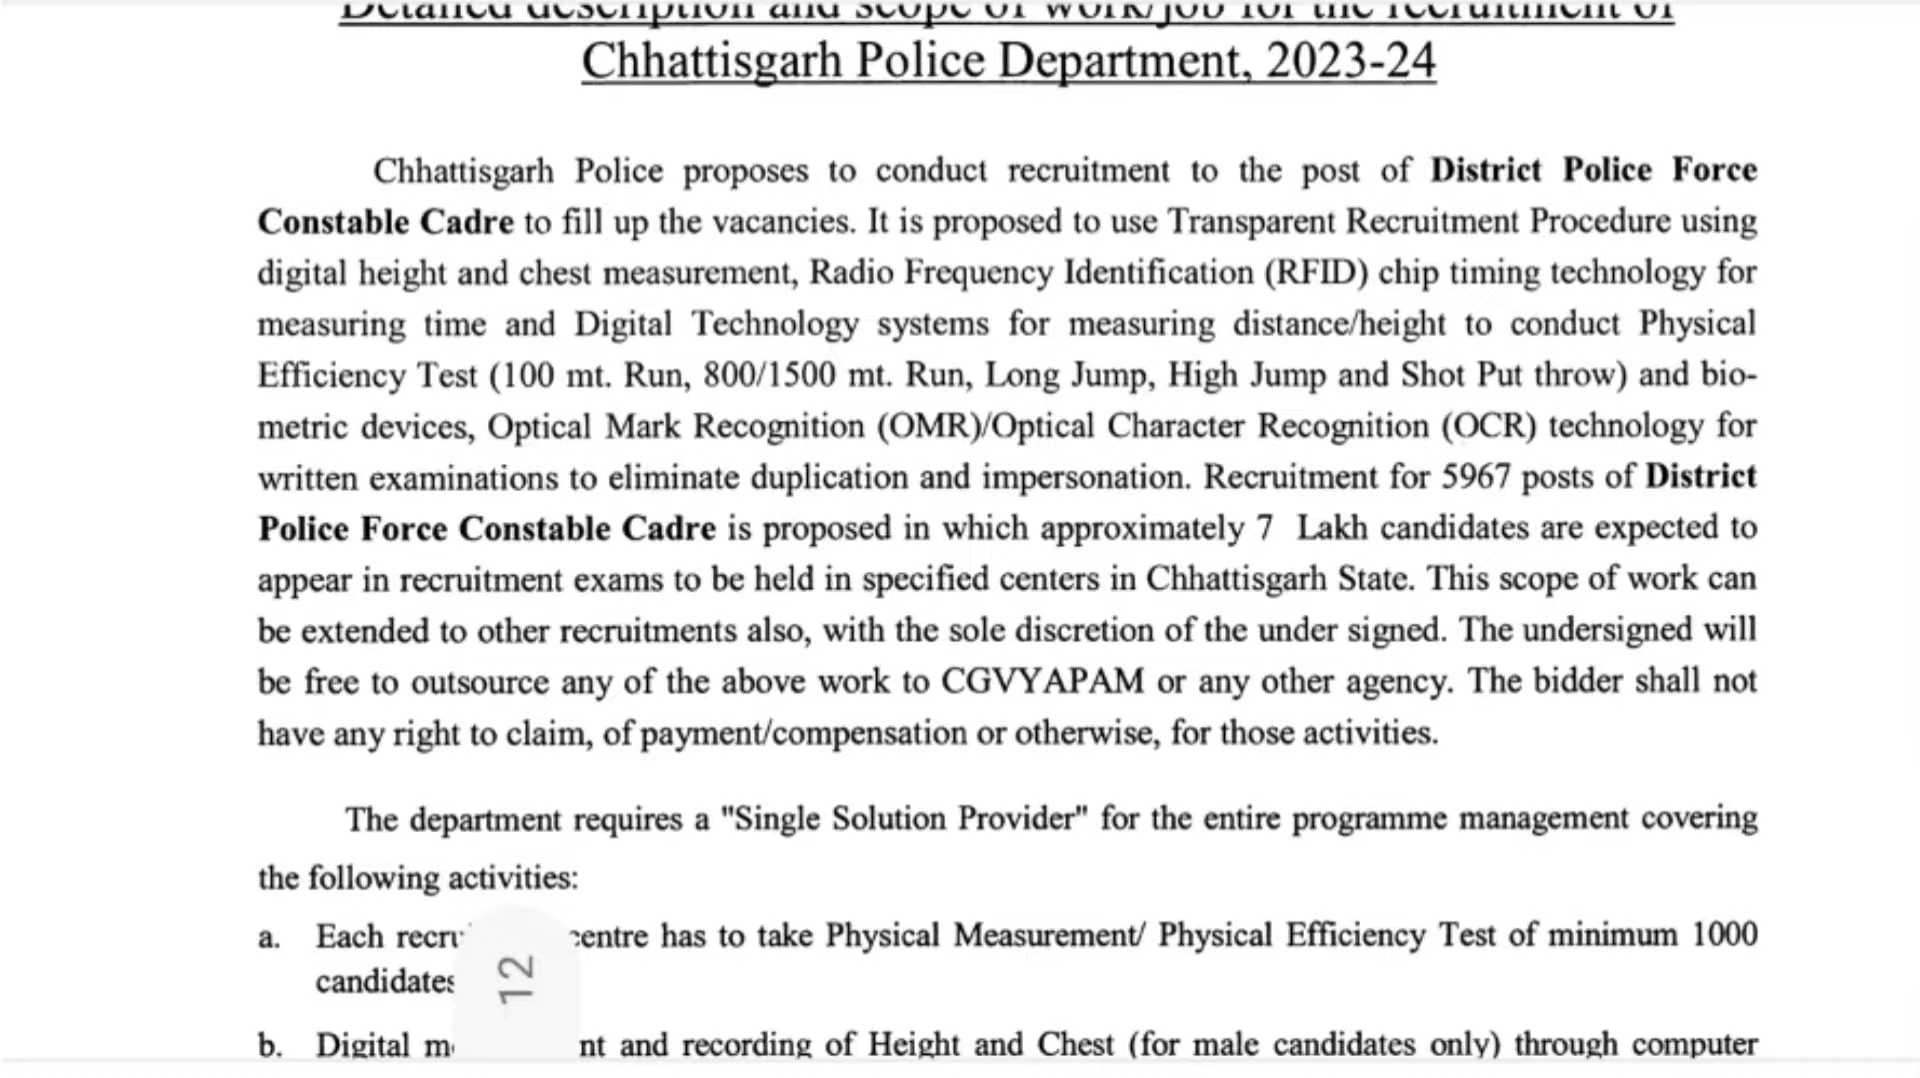 Detailed description and scope of work/job for the recruitment of
Chhattisgarh Police Department, 2023-24
Chhattisgarh Police proposes to conduct recruitment to the post of District Police Force
Constable Cadre to fill up the vacancies. It is proposed to use Transparent Recruitment Procedure using
digital height and chest measurement, Radio Frequency Identification (RFID) chip timing technology for
measuring time and Digital Technology systems for measuring distance/height to conduct Physical
Efficiency Test (100 mt. Run, 800/1500 mt. Run, Long Jump, High Jump and Shot Put throw) and bio-
metric devices, Optical Mark Recognition (OMR)/Optical Character Recognition (OCR) technology for
written examinations to eliminate duplication and impersonation. Recruitment for 5967 posts of District
Police Force Constable Cadre is proposed in which approximately 7 Lakh candidates are expected to
appear in recruitment exams to be held in specified centers in Chhattisgarh State. This scope of work can
be extended to other recruitments also, with the sole discretion of the under signed. The undersigned will
be free to outsource any of the above work to CGVYAPAM or any other agency. The bidder shall not
have any right to claim, of payment/compensation or otherwise, for those activities.
The department requires a "Single Solution Provider" for the entire programme management covering
the following activities:
a. Each centre has to take Physical Measurement/ Physical Efficiency Test of minimum 1000
candidates
12
b. Digital and recording of Height and Chest (for male candidates only) through computer